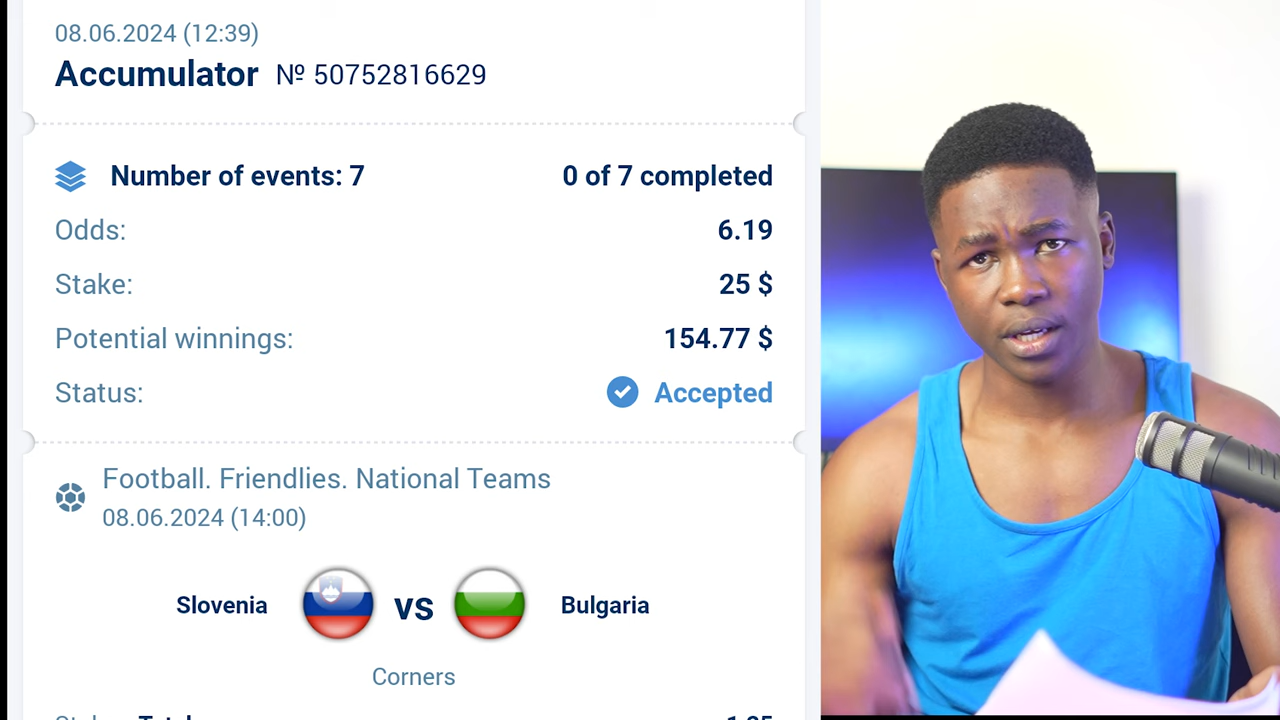 08.06.2024 (12:39)
Accumulator № 50752816629
Number of events: 7 0 of 7 completed
Odds: 6.19
Stake: 25 $
Potential winnings: 154.77 $
Status: Accepted
Football. Friendlies. National Teams
08.06.2024 (14:00)
Slovenia vs Bulgaria
Corners